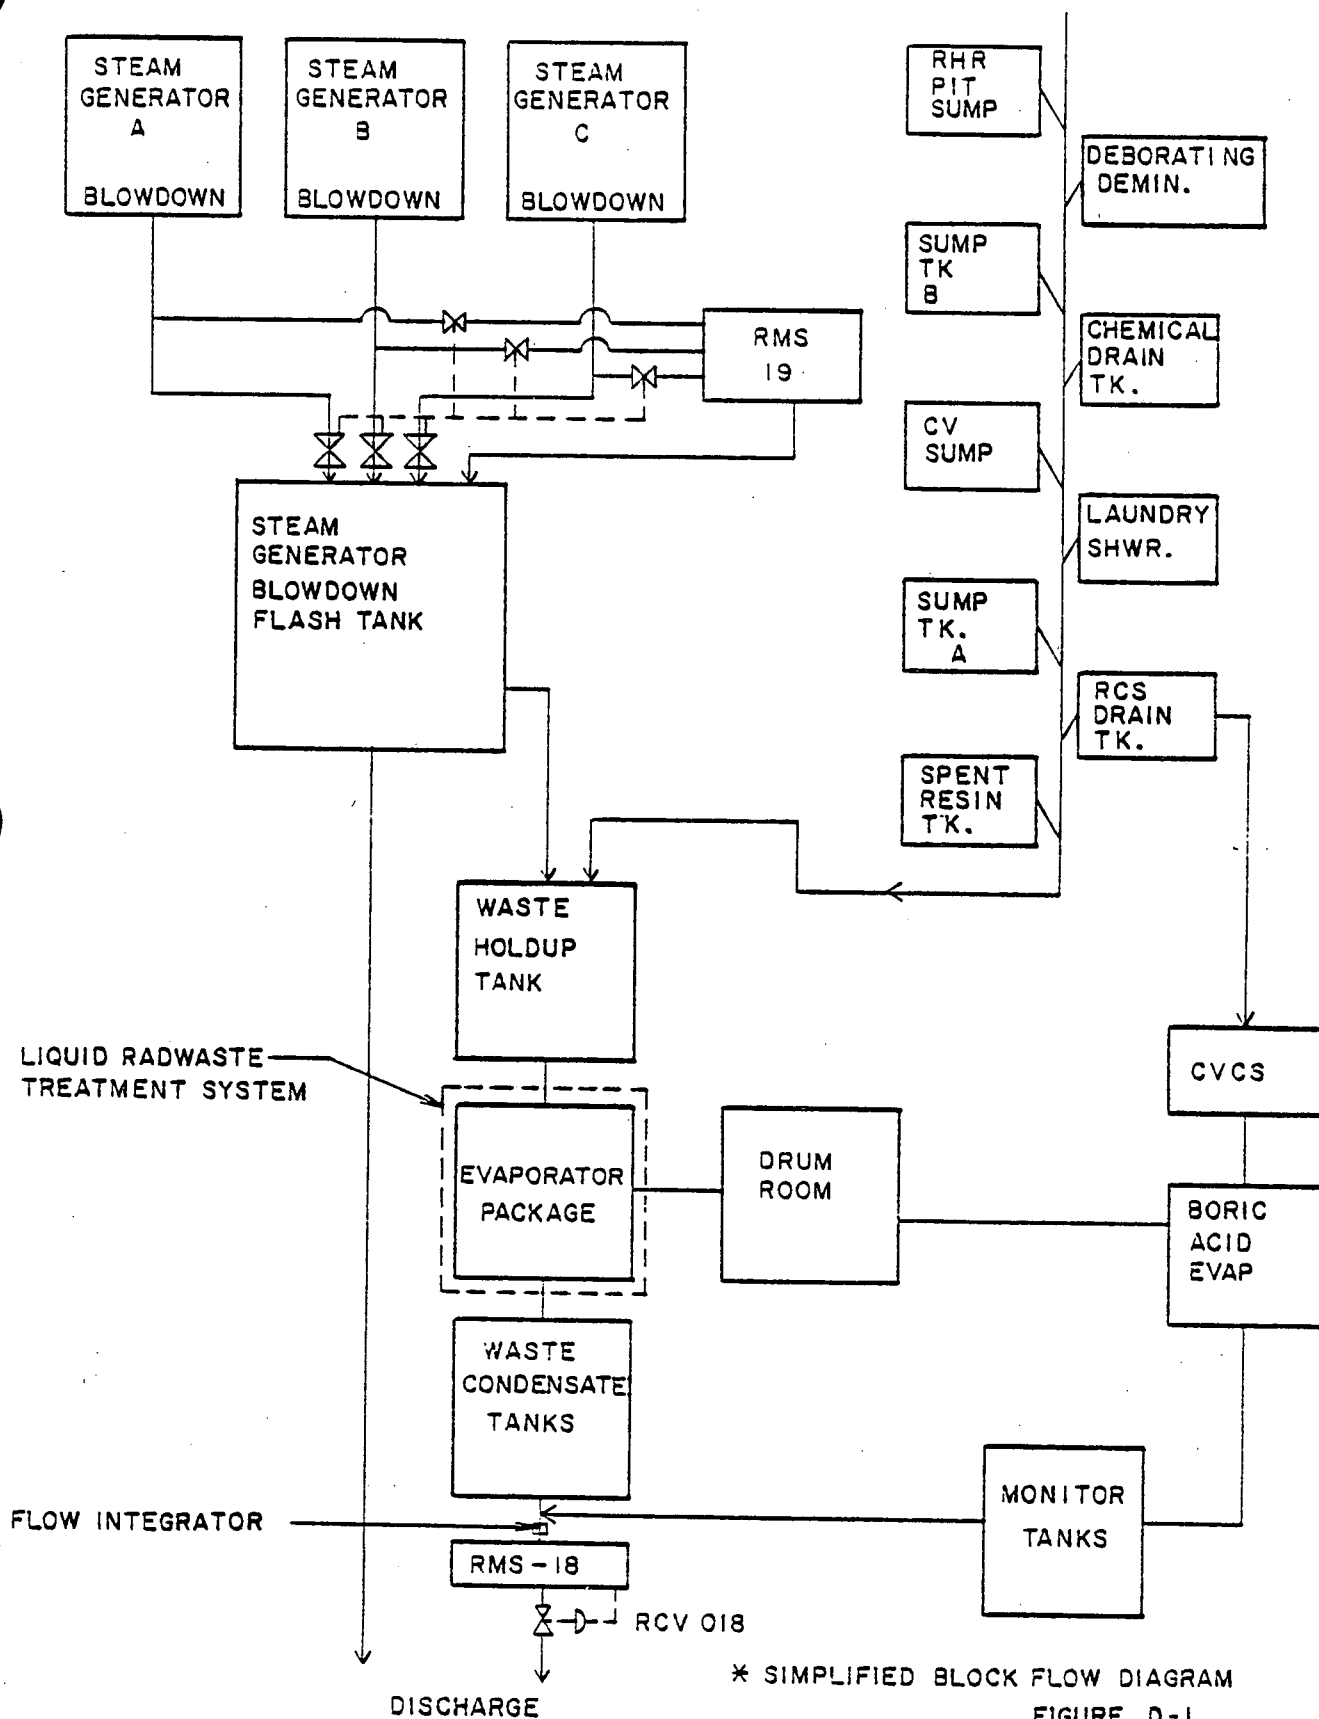 STEAM
GENERATOR
A
BLOWDOWN
STEAM
GENERATOR
B
BLOWDOWN
STEAM
GENERATOR
C
BLOWDOWN
RHR
PIT
SUMP
DEBORATING
DEMIN.
SUMP
TK
B
CHEMICAL
DRAIN
TK.
RMS
19
CV
SUMP
LAUNDRY
SHWR.
STEAM
GENERATOR
BLOWDOWN
FLASH TANK
SUMP
TK.
A
RCS
DRAIN
TK.
SPENT
RESIN
TK.
WASTE
HOLDUP
TANK
LIQUID RADWASTE
TREATMENT SYSTEM
CVCS
EVAPORATOR
PACKAGE
DRUM
ROOM
BORIC
ACID
EVAP
WASTE
CONDENSATE
TANKS
MONITOR
TANKS
FLOW INTEGRATOR
RMS-18
RCV 018
DISCHARGE
* SIMPLIFIED BLOCK FLOW DIAGRAM
FIGURE D-1